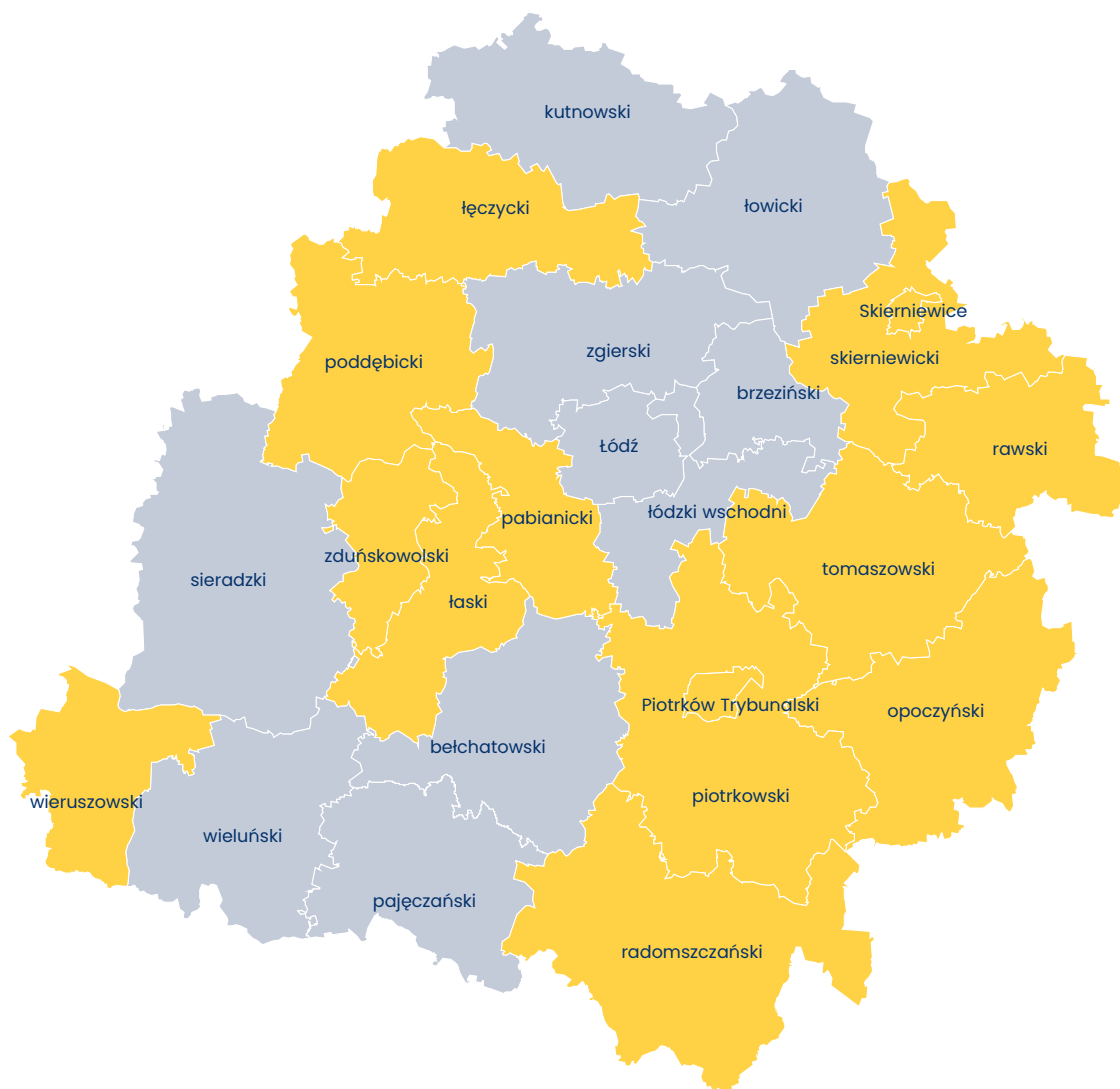 kutnowski
łęczycki
łowicki
Skierniewice
zgierski
skierniewicki
poddębicki
brzeziński
Łódź
rawski
łódzki wschodni
pabianicki
zduńskowolski
tomaszowski
sieradzki
łaski
Piotrków Trybunalski
opoczyński
bełchatowski
piotrkowski
wieruszowski
wieluński
pajęczański
radomszczański